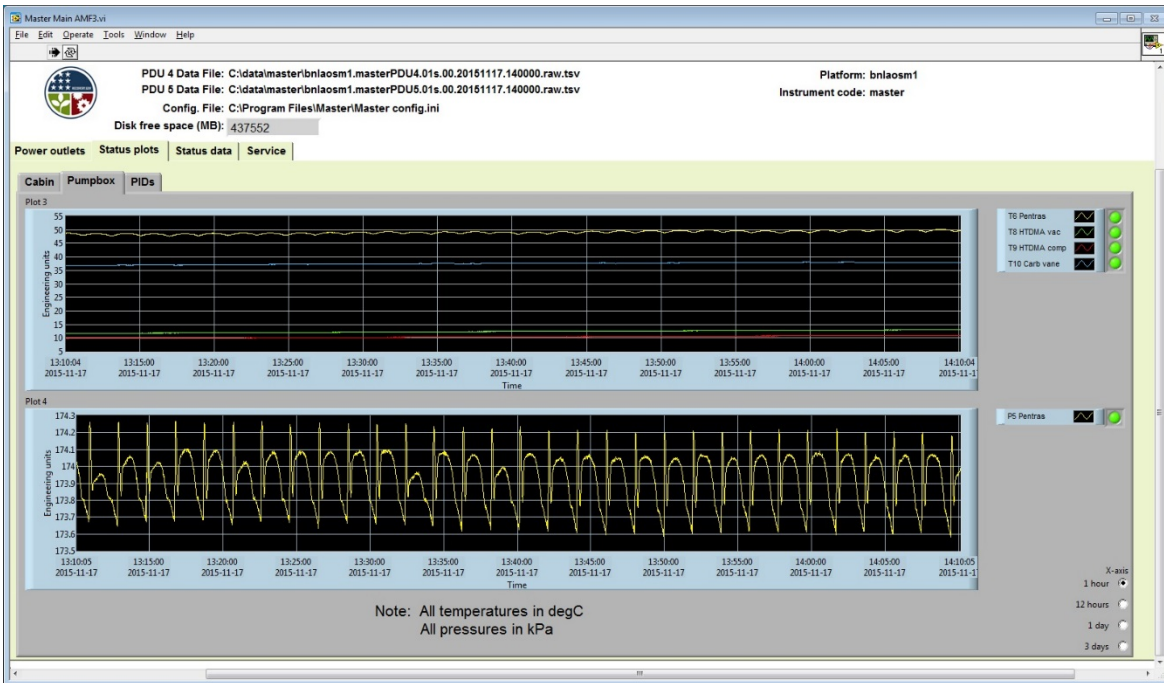 Master Main AMF3.vi
File Edit Operate Tools Window Help
PDU 4 Data File: C:\data\master\bnlaosm1.masterPDU4.01s.00.20151117.140000.raw.tsv
Platform: bnlaosm1
PDU 5 Data File: C:\data\master\bnlaosm1.masterPDU5.01s.00.20151117.140000.raw.tsv
Instrument code: master
Config. File: C:\Program Files\Master\Master config.ini
Disk free space (MB): 437552
Power outlets Status plots Status data Service
Cabin Pumpbox PIDs
Plot 3
Engineering units
55
50
45
40
35
30
25
20
15
10
5
13:10:04 13:15:00 13:20:00 13:25:00 13:30:00 13:35:00 13:40:00 13:45:00 13:50:00 13:55:00 14:00:00 14:05:00 14:10:04
2015-11-17 2015-11-17 2015-11-17 2015-11-17 2015-11-17 2015-11-17 2015-11-17 2015-11-17 2015-11-17 2015-11-17 2015-11-17 2015-11-17 2015-11-1
Time
T6 Pentras
T8 HTDMA vac
T9 HTDMA comp
T10 Carb vane
Plot 4
Engineering units
174.3
174.2
174.1
174
173.9
173.8
173.7
173.6
173.5
13:10:05 13:15:00 13:20:00 13:25:00 13:30:00 13:35:00 13:40:00 13:45:00 13:50:00 13:55:00 14:00:00 14:05:00 14:10:05
2015-11-17 2015-11-17 2015-11-17 2015-11-17 2015-11-17 2015-11-17 2015-11-17 2015-11-17 2015-11-17 2015-11-17 2015-11-17 2015-11-17 2015-11-1
Time
P5 Pentras
X-axis
1 hour
12 hours
1 day
3 days
Note: All temperatures in degC
All pressures in kPa